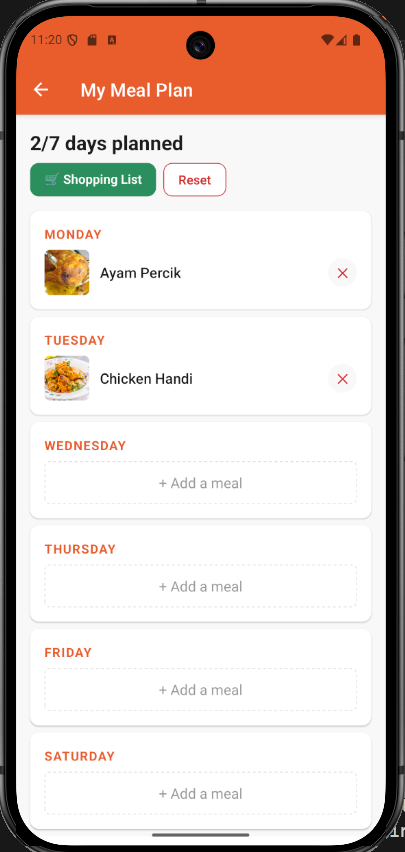 11:20
My Meal Plan
2/7 days planned
🛒 Shopping List
Reset
MONDAY
Ayam Percik
TUESDAY
Chicken Handi
WEDNESDAY
+ Add a meal
THURSDAY
+ Add a meal
FRIDAY
+ Add a meal
SATURDAY
+ Add a meal